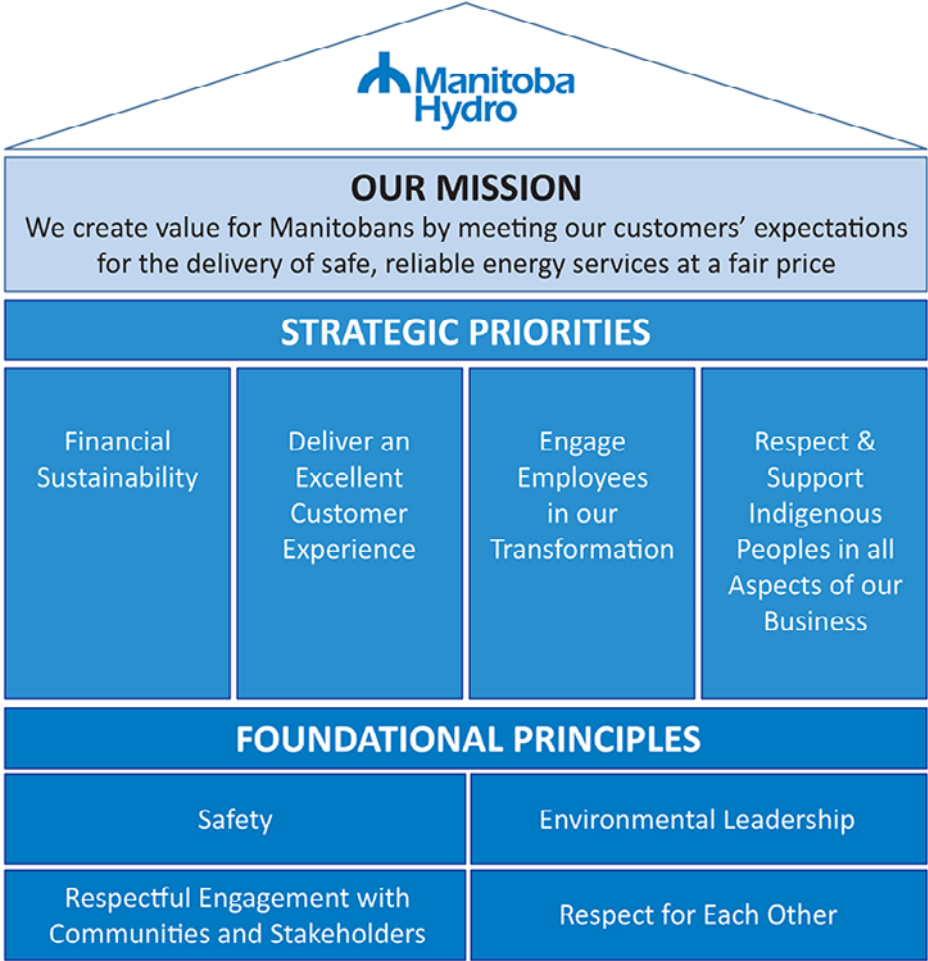 Manitoba
Hydro
OUR MISSION
We create value for Manitobans by meeting our customers’ expectations
for the delivery of safe, reliable energy services at a fair price
STRATEGIC PRIORITIES
Financial
Sustainability
Deliver an
Excellent
Customer
Experience
Engage
Employees
in our
Transformation
Respect &
Support
Indigenous
Peoples in all
Aspects of our
Business
FOUNDATIONAL PRINCIPLES
Safety
Environmental Leadership
Respectful Engagement with
Communities and Stakeholders
Respect for Each Other